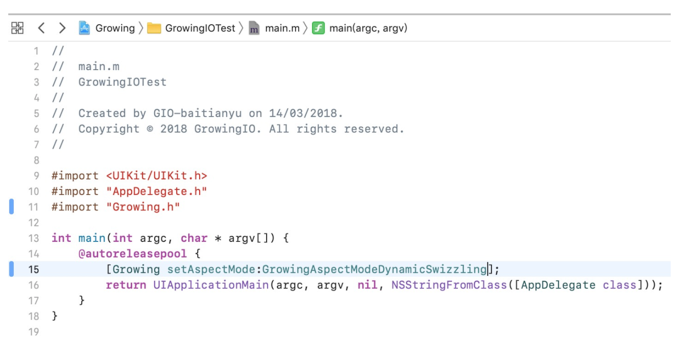 Growing 〉 GrowingIOTest 〉 main.m 〉 main(argc, argv)
1 //
2 //  main.m
3 //  GrowingIOTest
4 //
5 //  Created by GIO-baitianyu on 14/03/2018.
6 //  Copyright © 2018 GrowingIO. All rights reserved.
7 //
8
9 #import <UIKit/UIKit.h>
10 #import "AppDelegate.h"
11 #import "Growing.h"
12
13 int main(int argc, char * argv[]) {
14     @autoreleasepool {
15         [Growing setAspectMode:GrowingAspectModeDynamicSwizzling];
16         return UIApplicationMain(argc, argv, nil, NSStringFromClass([AppDelegate class]));
17     }
18 }
19